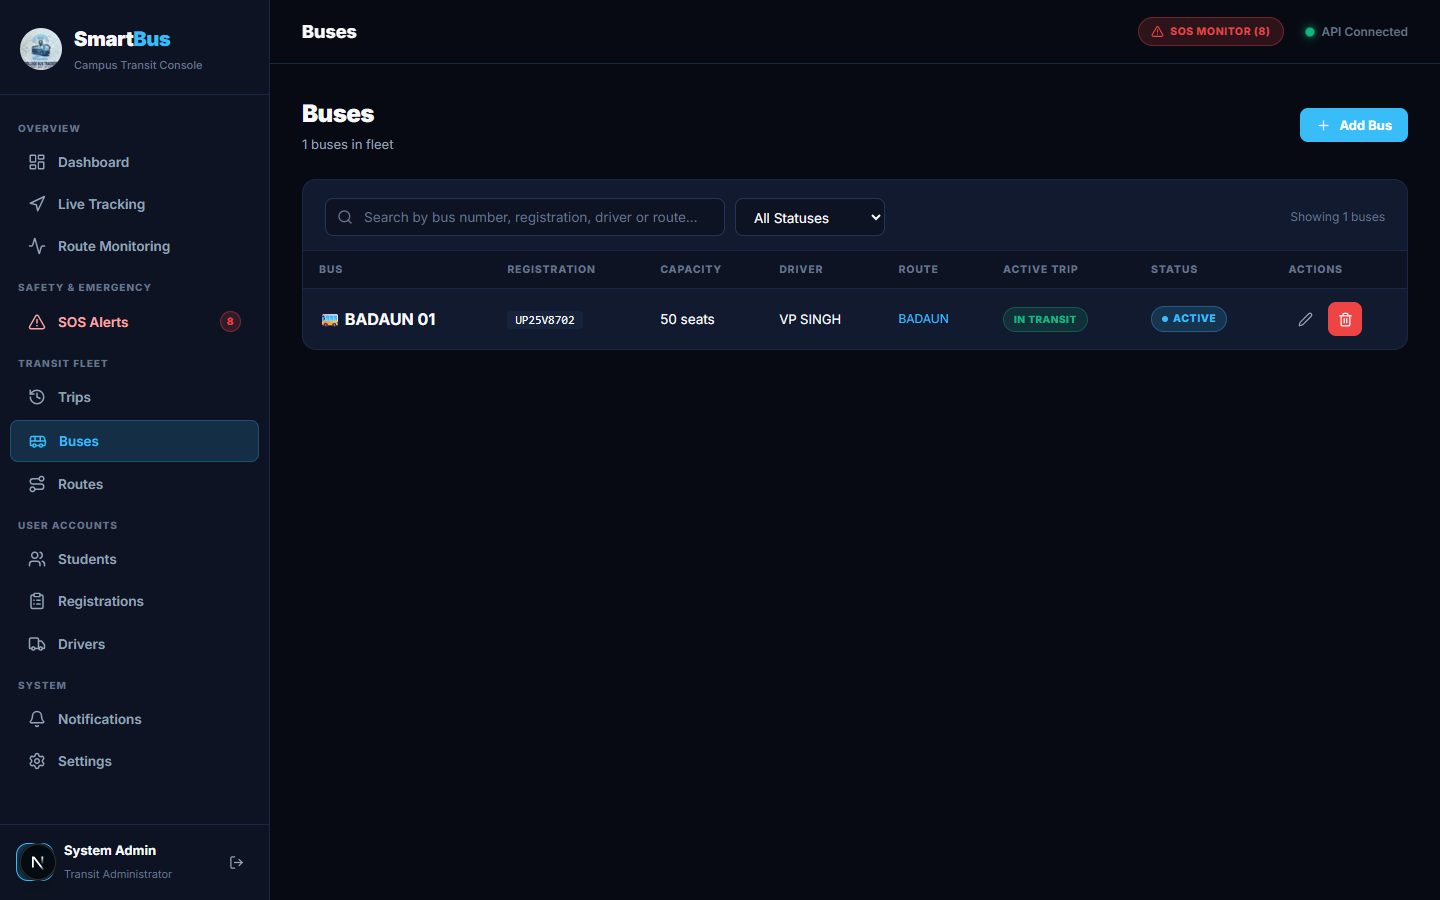 SmartBus
Campus Transit Console
OVERVIEW
Dashboard
Live Tracking
Route Monitoring
SAFETY & EMERGENCY
SOS Alerts 8
TRANSIT FLEET
Trips
Buses
Routes
USER ACCOUNTS
Students
Registrations
Drivers
SYSTEM
Notifications
Settings
N
System Admin
Transit Administrator
Buses
SOS MONITOR (8)
API Connected
Buses
1 buses in fleet
+ Add Bus
Search by bus number, registration, driver or route...
All Statuses
Showing 1 buses
BUS REGISTRATION CAPACITY DRIVER ROUTE ACTIVE TRIP STATUS ACTIONS
BADAUN 01 UP25V8702 50 seats VP SINGH BADAUN IN TRANSIT ACTIVE